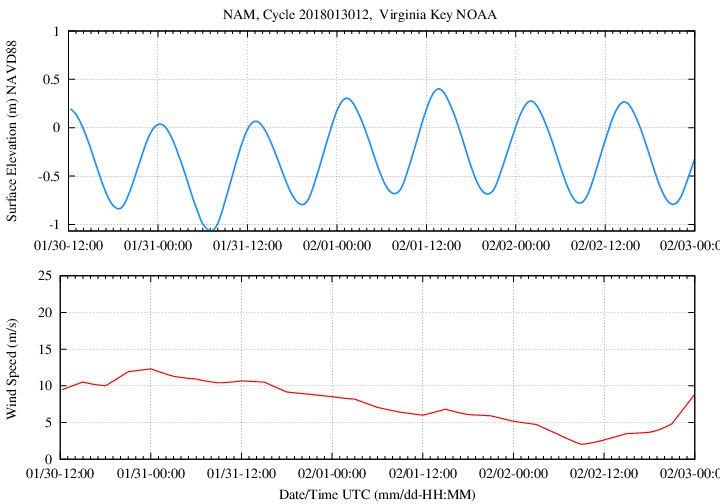 NAM, Cycle 2018013012,  Virginia Key NOAA
Surface Elevation (m) NAVD88
1
0.5
0
-0.5
-1
01/30-12:00 01/31-00:00 01/31-12:00 02/01-00:00 02/01-12:00 02/02-00:00 02/02-12:00 02/03-00:0
Wind Speed (m/s)
25
20
15
10
5
0
01/30-12:00 01/31-00:00 01/31-12:00 02/01-00:00 02/01-12:00 02/02-00:00 02/02-12:00 02/03-00:0
Date/Time UTC (mm/dd-HH:MM)